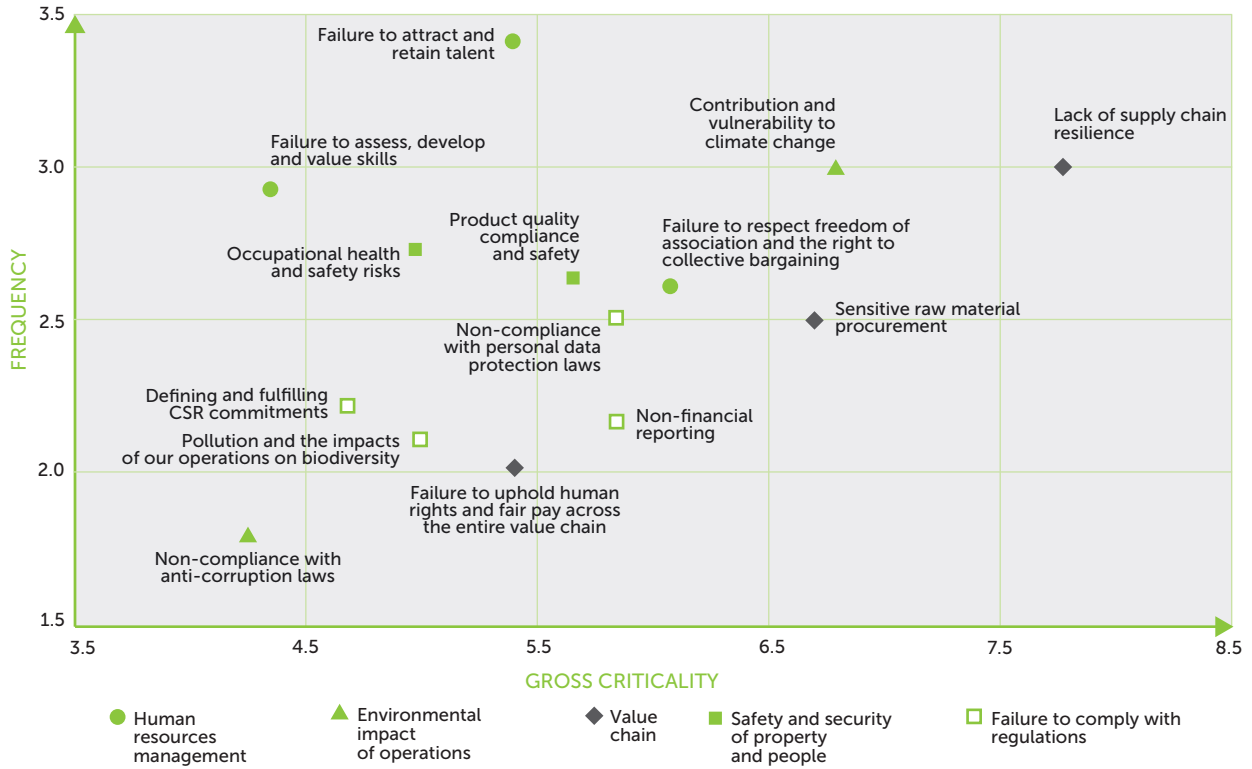 3.5
Failure to attract and
retain talent
Contribution and
vulnerability to
climate change
Lack of supply chain
resilience
Failure to assess, develop
and value skills
3.0
Product quality
compliance
and safety
Failure to respect freedom of
association and the right to
collective bargaining
Occupational health
and safety risks
FREQUENCY
2.5
Sensitive raw material
procurement
Non-compliance
with personal data
protection laws
Defining and fulfilling
CSR commitments
Non-financial
reporting
Pollution and the impacts
of our operations on biodiversity
2.0
Failure to uphold human
rights and fair pay across
the entire value chain
Non-compliance with
anti-corruption laws
1.5
3.5
4.5
5.5
6.5
7.5
8.5
GROSS CRITICALITY
Human
resources
management
Environmental
impact
of operations
Value
chain
Safety and security
of property
and people
Failure to comply with
regulations